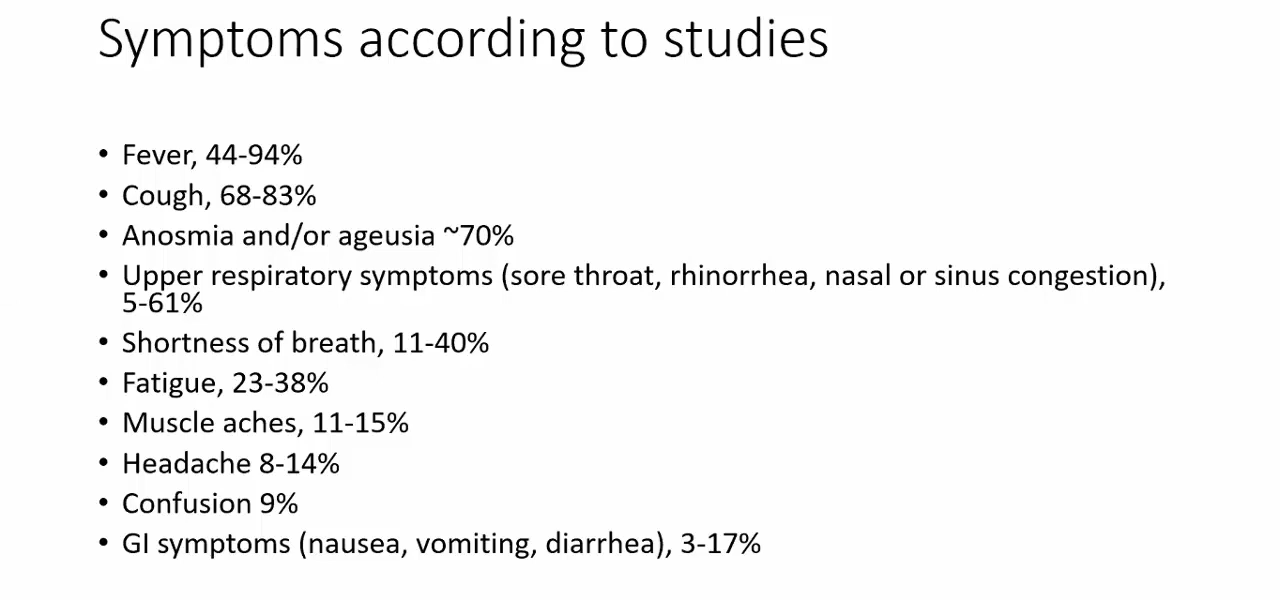 Symptoms according to studies
• Fever, 44-94%
• Cough, 68-83%
• Anosmia and/or ageusia ~70%
• Upper respiratory symptoms (sore throat, rhinorrhea, nasal or sinus congestion),
5-61%
• Shortness of breath, 11-40%
• Fatigue, 23-38%
• Muscle aches, 11-15%
• Headache 8-14%
• Confusion 9%
• GI symptoms (nausea, vomiting, diarrhea), 3-17%